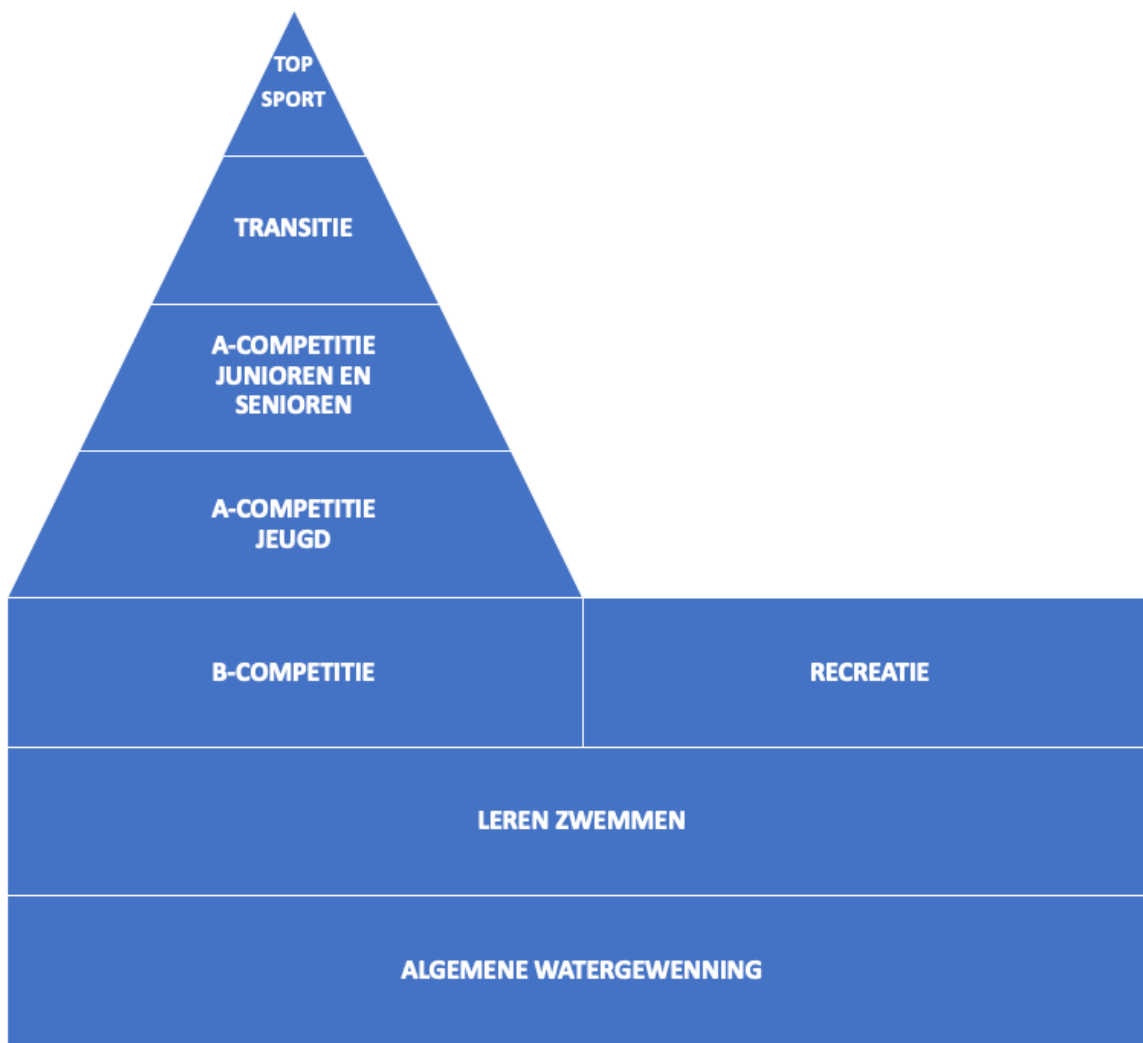 TOP
SPORT
TRANSITIE
A-COMPETITIE
JUNIOREN EN
SENIOREN
A-COMPETITIE
JEUGD
B-COMPETITIE
RECREATIE
LEREN ZWEMMEN
ALGEMENE WATERGEWENNING